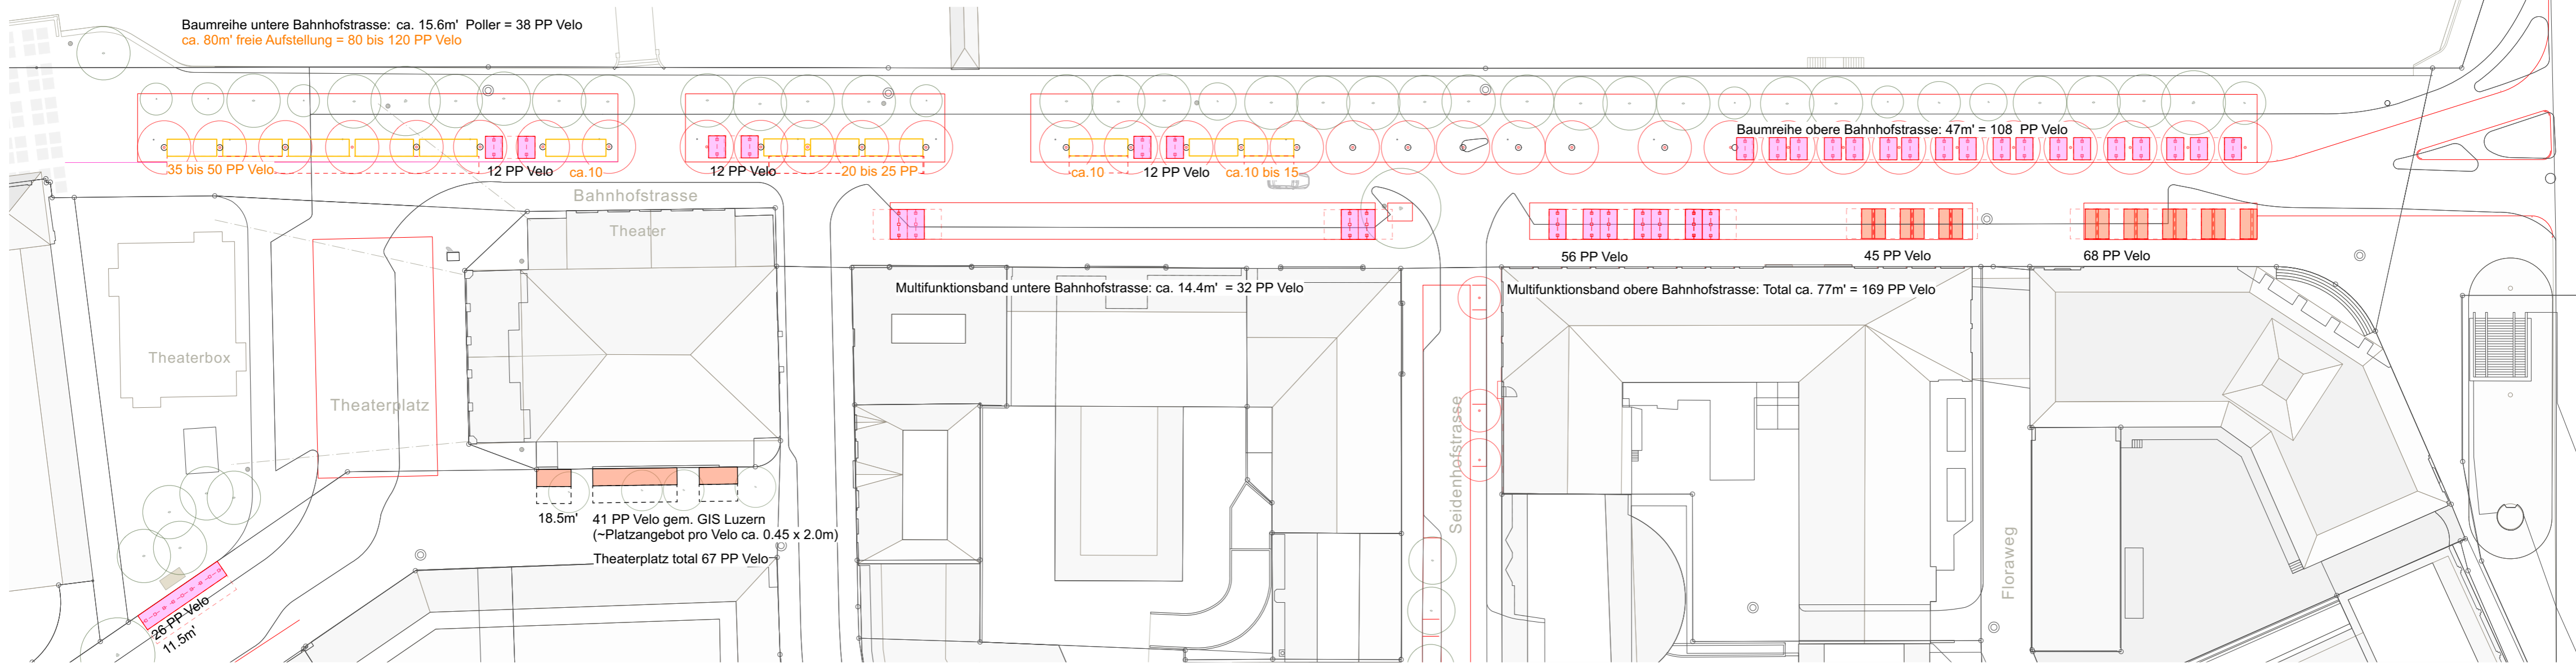 Baumreihe untere Bahnhofstrasse: ca. 15.6m' Poller = 38 PP Velo
ca. 80m' freie Aufstellung = 80 bis 120 PP Velo
Baumreihe obere Bahnhofstrasse: 47m' = 108 PP Velo
35 bis 50 PP Velo
12 PP Velo
ca.10
12 PP Velo
20 bis 25 PP
ca.10
12 PP Velo
ca.10 bis 15
Bahnhofstrasse
Theater
56 PP Velo
45 PP Velo
68 PP Velo
Multifunktionsband untere Bahnhofstrasse: ca. 14.4m' = 32 PP Velo
Multifunktionsband obere Bahnhofstrasse: Total ca. 77m' = 169 PP Velo
Theaterbox
Theaterplatz
Seidenhofstrasse
Floraweg
18.5m'
41 PP Velo gem. GIS Luzern
(~Platzangebot pro Velo ca. 0.45 x 2.0m)
Theaterplatz total 67 PP Velo
26 PP Velo
11.5m'